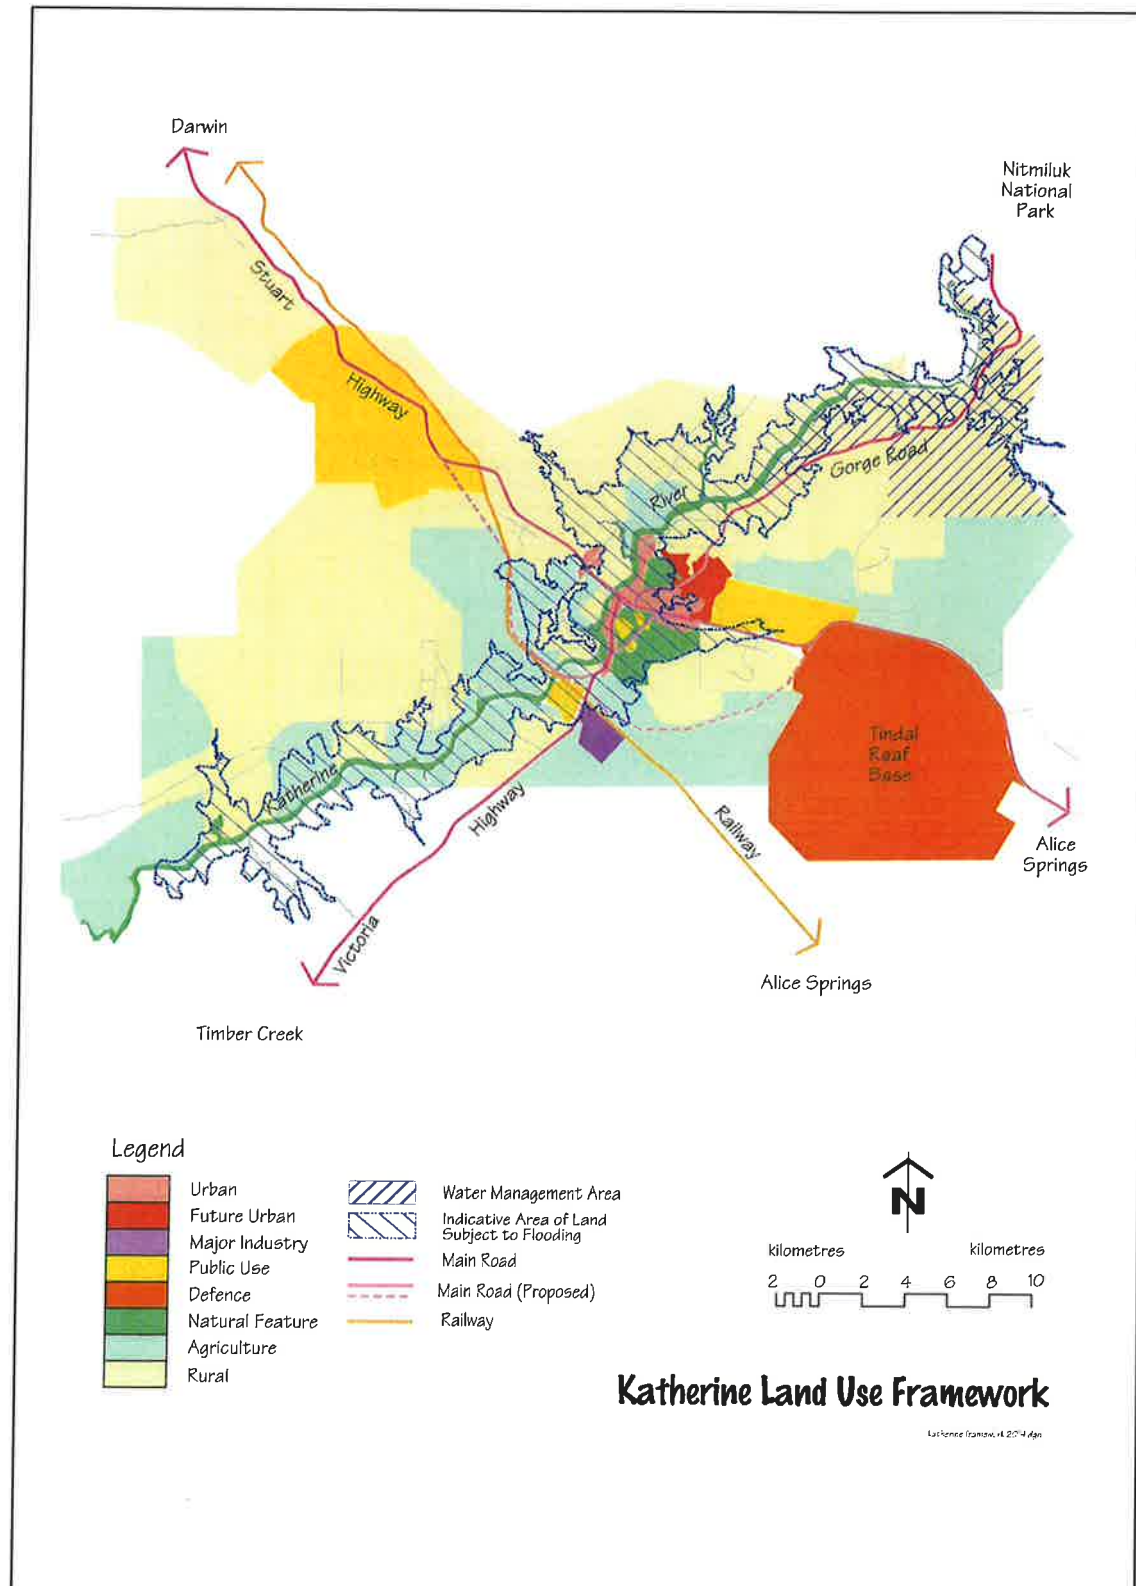 Darwin
Nitmiluk
National
Park
Stuart
Highway
River
Gorge Road
Tindal
Raaf
Base
Katherine
Highway
Railway
Alice
Springs
Victoria
Alice Springs
Timber Creek
Legend
Urban
Future Urban
Major Industry
Public Use
Defence
Natural Feature
Agriculture
Rural
Water Management Area
Indicative Area of Land
Subject to Flooding
Main Road
Main Road (Proposed)
Railway
N
kilometres kilometres
2 0 2 4 6 8 10
Katherine Land Use Framework